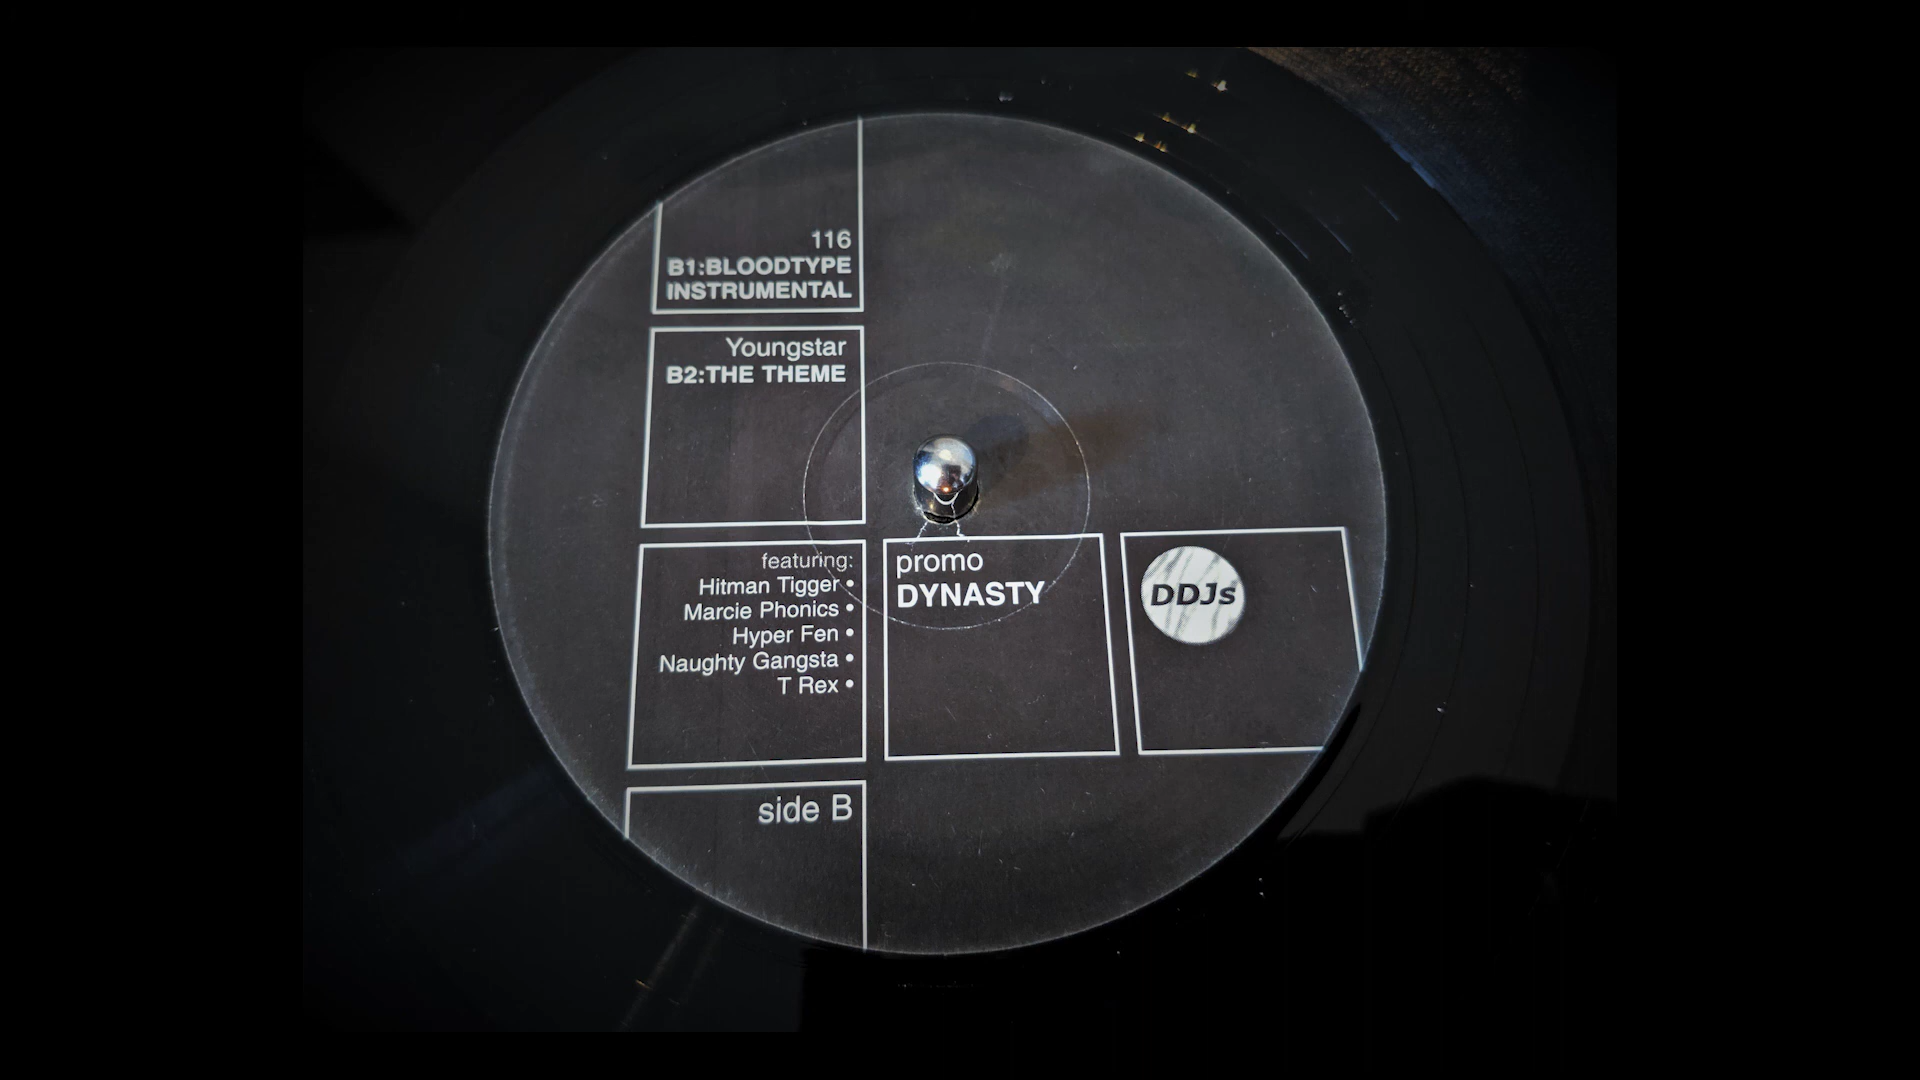 116
B1:BLOODTYPE
INSTRUMENTAL
Youngstar
B2:THE THEME
featuring:
Hitman Tigger •
Marcie Phonics •
Hyper Fen •
Naughty Gangsta •
T Rex •
promo
DYNASTY
DDJs
side B